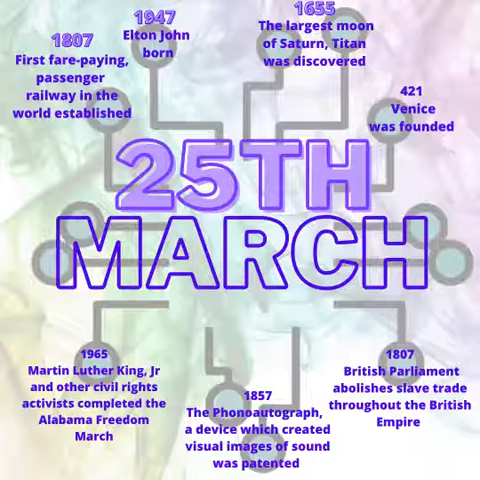 1947
Elton John
born
1655
The largest moon
of Saturn, Titan
was discovered
1807
First fare-paying,
passenger
railway in the
world established
421
Venice
was founded
25TH
MARCH
1965
Martin Luther King, Jr
and other civil rights
activists completed the
Alabama Freedom
March
1857
The Phonoautograph,
a device which created
visual images of sound
was patented
1807
British Parliament
abolishes slave trade
throughout the British
Empire